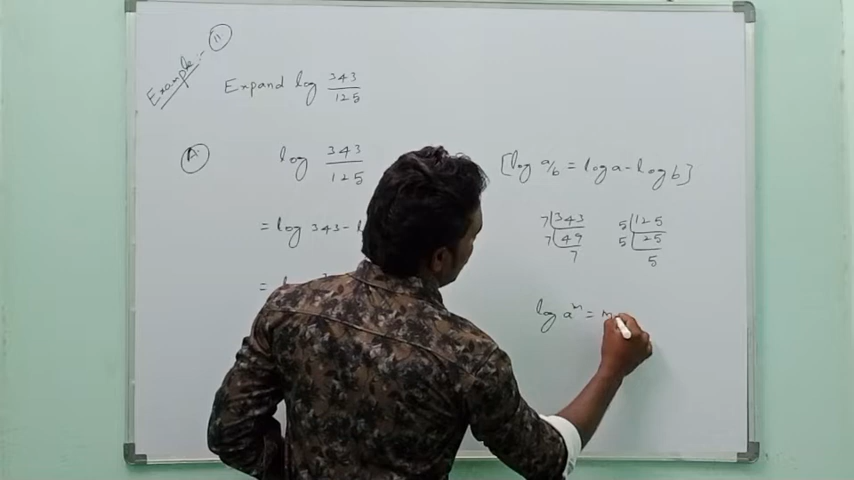 Example :- 11
Expand log 343/125
A. log 343/125 [log a/b = log a - log b]
= log 343 -
7 | 343
7 | 49
7
5 | 125
5 | 25
5
=
log aᵐ = m